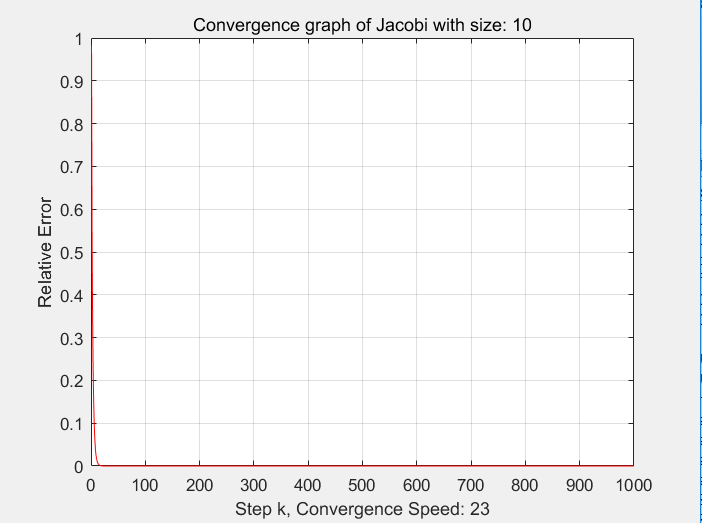 Convergence graph of Jacobi with size: 10
1
0.9
0.8
0.7
0.6
0.5
0.4
0.3
0.2
0.1
0
Relative Error
0 100 200 300 400 500 600 700 800 900 1000
Step k, Convergence Speed: 23